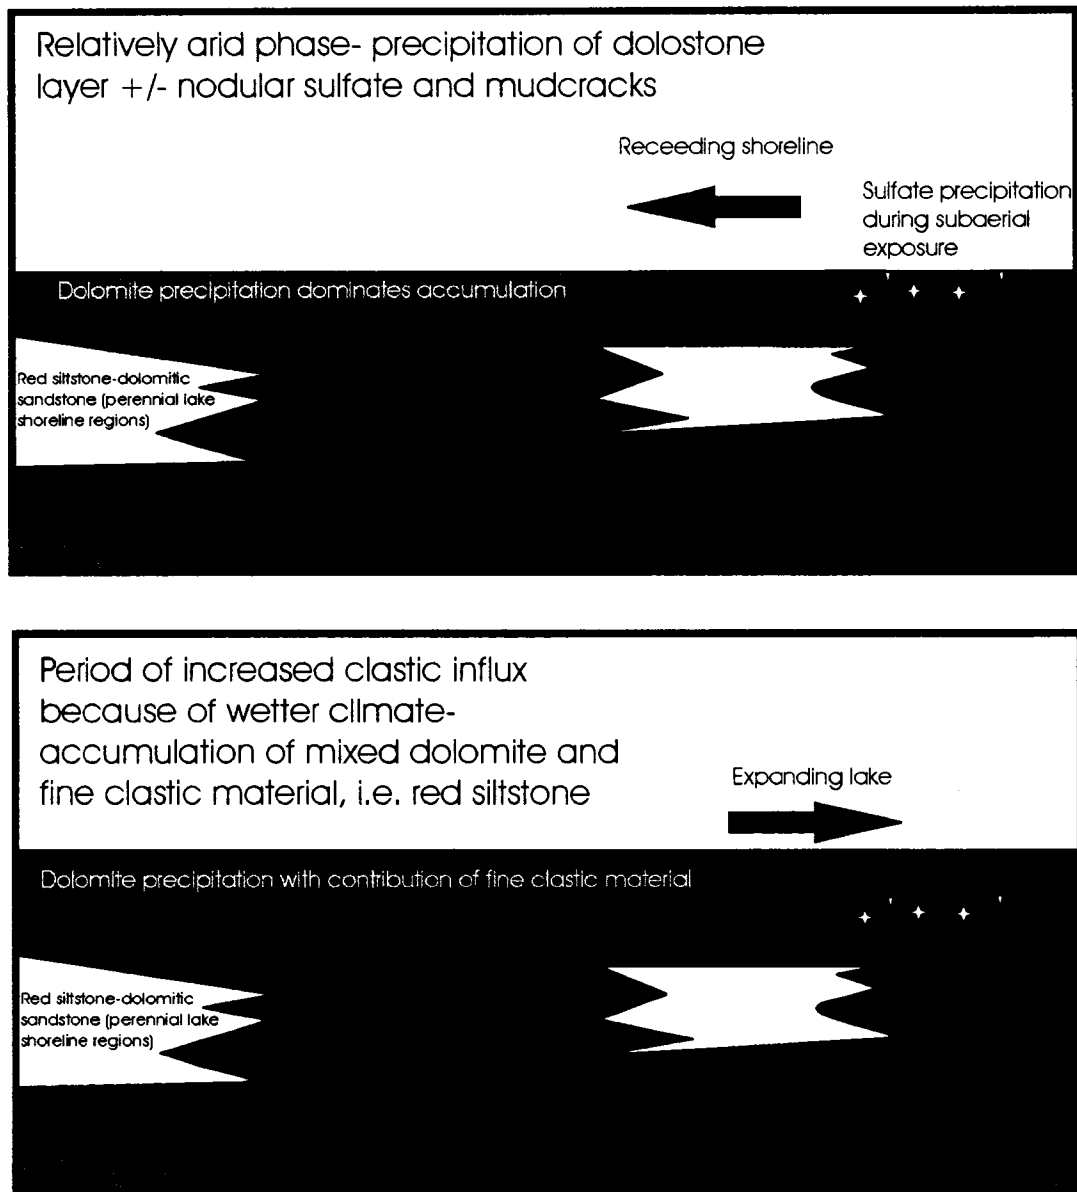 Relatively arid phase- precipitation of dolostone
layer +/- nodular sulfate and mudcracks
Receeding shoreline
Sulfate precipitation
during subaerial
exposure
Dolomite precipitation dominates accumulation
Red siltstone-dolomitic
sandstone (perennial lake
shoreline regions)
Period of increased clastic influx
because of wetter climate-
accumulation of mixed dolomite and
fine clastic material, i.e. red siltstone
Expanding lake
Dolomite precipitation with contribution of fine clastic material
Red siltstone-dolomitic
sandstone (perennial lake
shoreline regions)